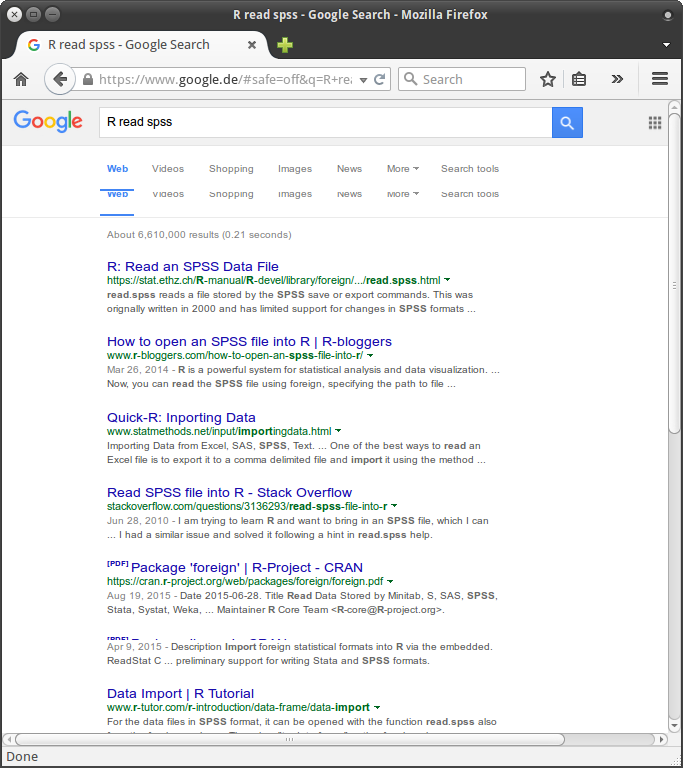 R read spss - Google Search - Mozilla Firefox
R read spss - Google Search
https://www.google.de/#safe=off&q=R+rea
Search
Google
R read spss
Web Videos Shopping Images News More Search tools
Web Videos Shopping Images News More Search tools
About 6,610,000 results (0.21 seconds)
R: Read an SPSS Data File
https://stat.ethz.ch/R-manual/R-devel/library/foreign/.../read.spss.html
read.spss reads a file stored by the SPSS save or export commands. This was
orignally written in 2000 and has limited support for changes in SPSS formats ...
How to open an SPSS file into R | R-bloggers
www.r-bloggers.com/how-to-open-an-spss-file-into-r/
Mar 26, 2014 - R is a powerful system for statistical analysis and data visualization. ...
Now, you can read the SPSS file using foreign, specifying the path to file ...
Quick-R: Inporting Data
www.statmethods.net/input/importingdata.html
Importing Data from Excel, SAS, SPSS, Text. ... One of the best ways to read an
Excel file is to export it to a comma delimited file and import it using the method ...
Read SPSS file into R - Stack Overflow
stackoverflow.com/questions/3136293/read-spss-file-into-r
Jun 28, 2010 - I am trying to learn R and want to bring in an SPSS file, which I can
... I had a similar issue and solved it following a hint in read.spss help.
[PDF] Package 'foreign' | R-Project - CRAN
https://cran.r-project.org/web/packages/foreign/foreign.pdf
Aug 19, 2015 - Date 2015-06-28. Title Read Data Stored by Minitab, S, SAS, SPSS,
Stata, Systat, Weka, ... Maintainer R Core Team <R-core@R-project.org>.
[PDF]
Apr 9, 2015 - Description Import foreign statistical formats into R via the embedded.
ReadStat C ... preliminary support for writing Stata and SPSS formats.
Data Import | R Tutorial
www.r-tutor.com/r-introduction/data-frame/data-import
For the data files in SPSS format, it can be opened with the function read.spss also
Done